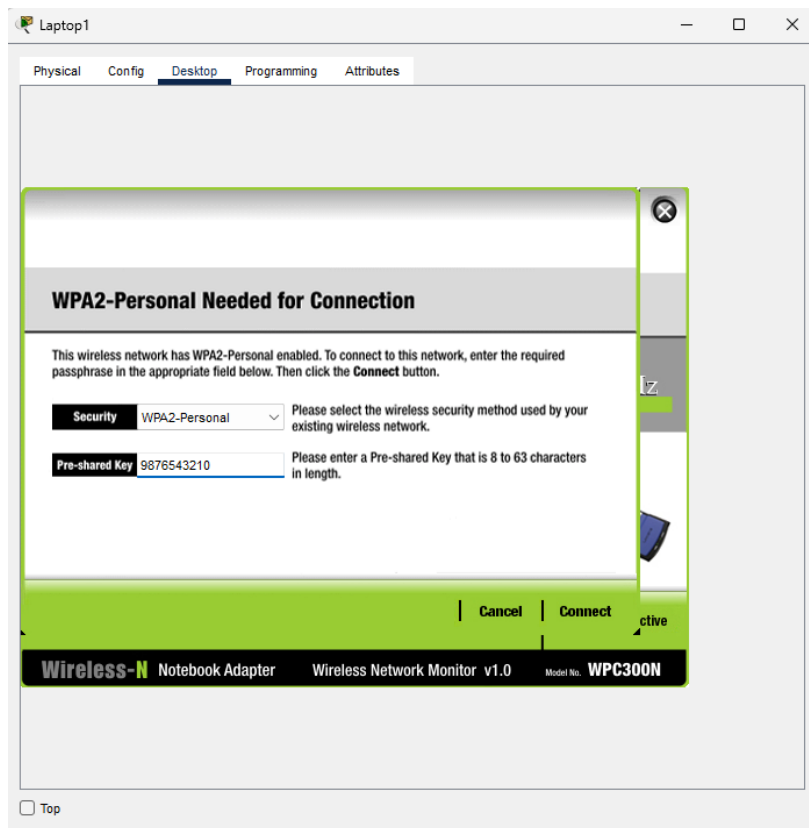 Laptop1
Physical Config Desktop Programming Attributes
WPA2-Personal Needed for Connection
This wireless network has WPA2-Personal enabled. To connect to this network, enter the required
passphrase in the appropriate field below. Then click the Connect button.
Security WPA2-Personal Please select the wireless security method used by your
existing wireless network.
Pre-shared Key 9876543210 Please enter a Pre-shared Key that is 8 to 63 characters
in length.
Cancel Connect
ctive
Wireless-N Notebook Adapter Wireless Network Monitor v1.0 Model No. WPC300N
Top